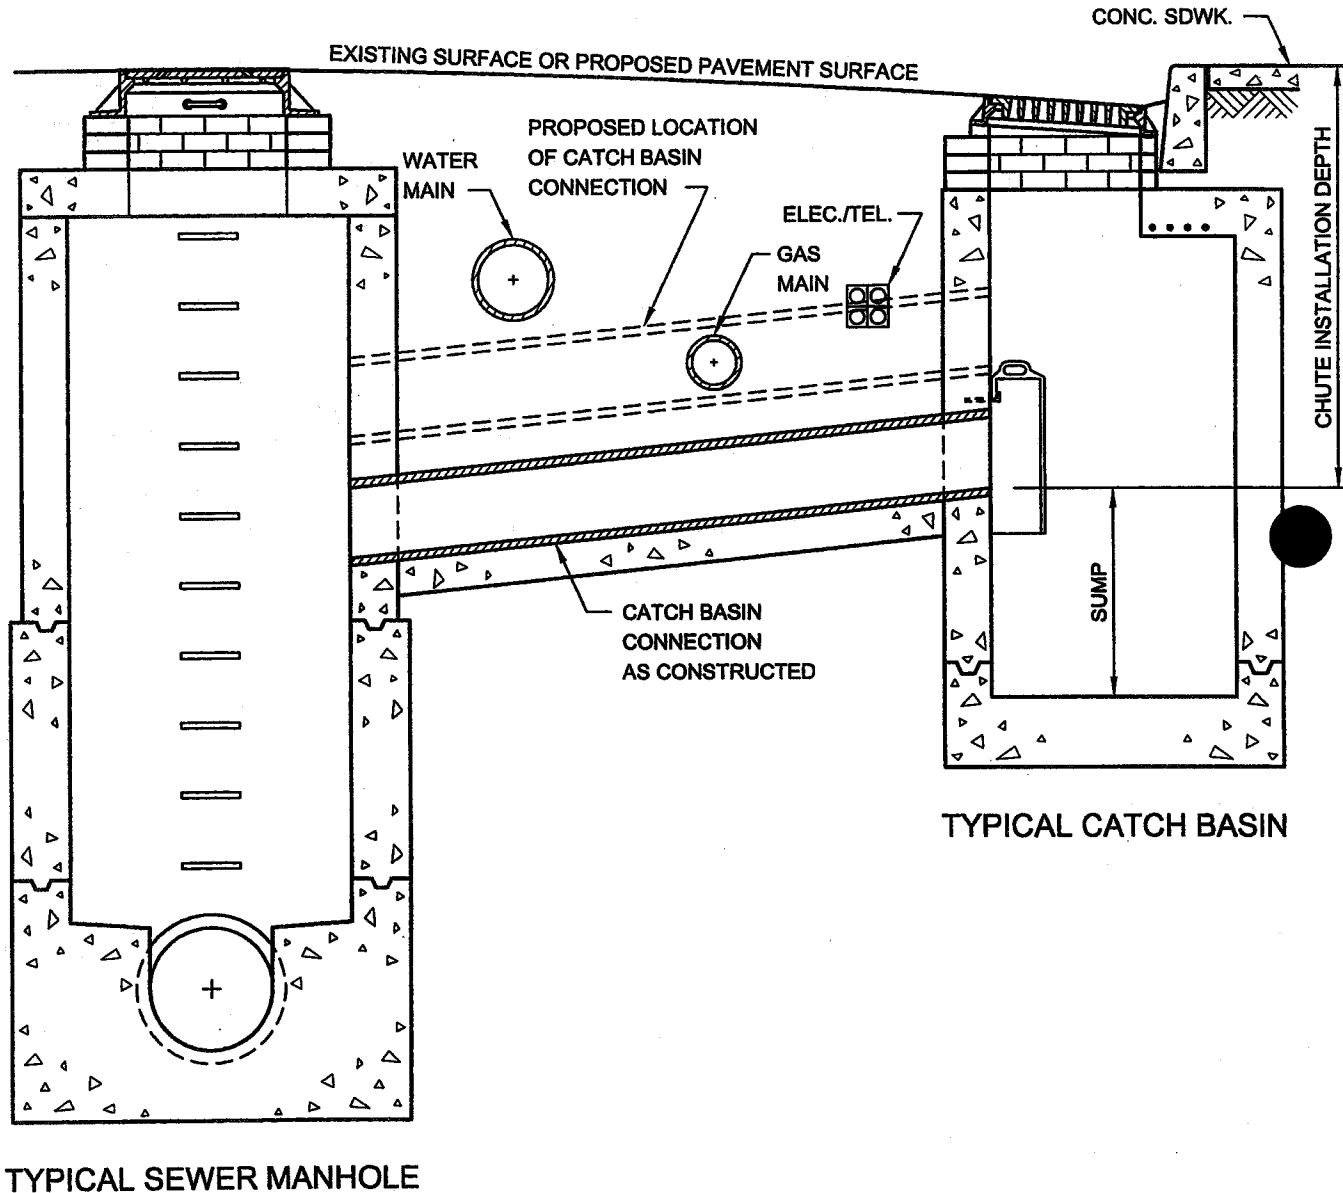 CONC. SDWK.
EXISTING SURFACE OR PROPOSED PAVEMENT SURFACE
PROPOSED LOCATION
OF CATCH BASIN
CONNECTION
WATER
MAIN
ELEC./TEL.
GAS
MAIN
CHUTE INSTALLATION DEPTH
SUMP
CATCH BASIN
CONNECTION
AS CONSTRUCTED
TYPICAL CATCH BASIN
TYPICAL SEWER MANHOLE